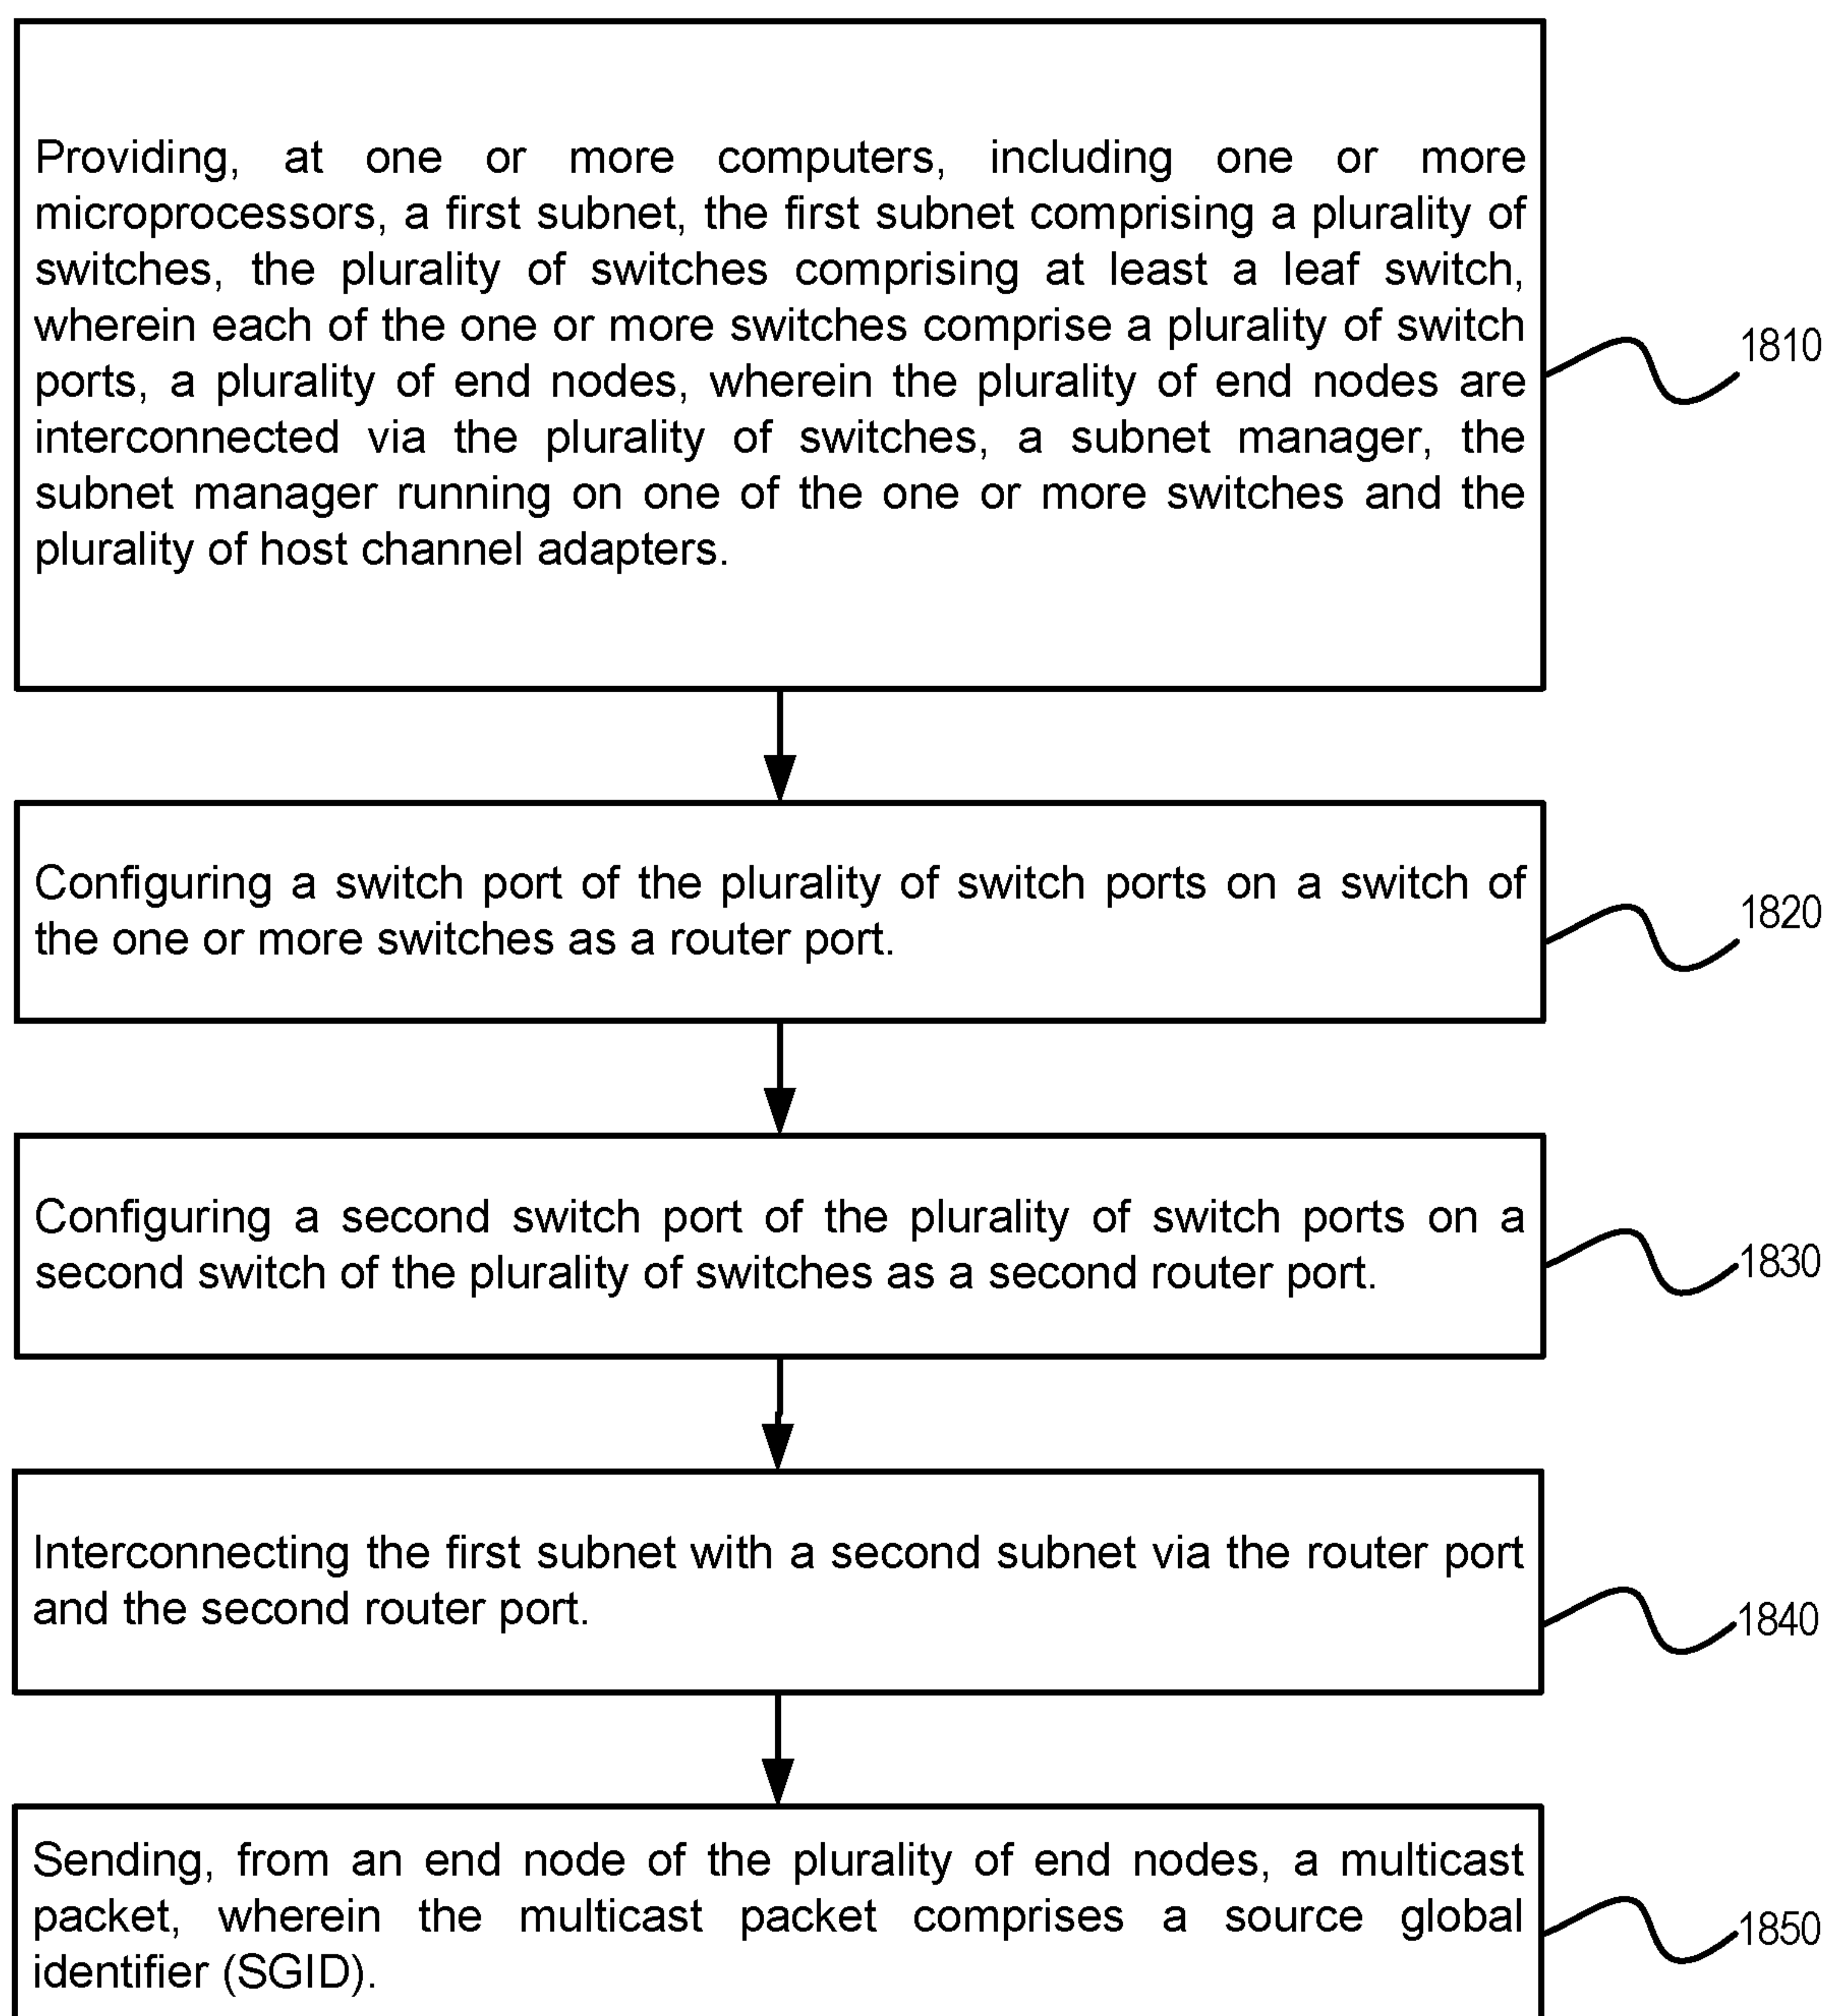 Providing, at one or more computers, including one or more
microprocessors, a first subnet, the first subnet comprising a plurality of
switches, the plurality of switches comprising at least a leaf switch,
wherein each of the one or more switches comprise a plurality of switch
ports, a plurality of end nodes, wherein the plurality of end nodes are
interconnected via the plurality of switches, a subnet manager, the
subnet manager running on one of the one or more switches and the
plurality of host channel adapters.
1810
Configuring a switch port of the plurality of switch ports on a switch of
the one or more switches as a router port.
1820
Configuring a second switch port of the plurality of switch ports on a
second switch of the plurality of switches as a second router port.
1830
Interconnecting the first subnet with a second subnet via the router port
and the second router port.
1840
Sending, from an end node of the plurality of end nodes, a multicast
packet, wherein the multicast packet comprises a source global
identifier (SGID).
1850